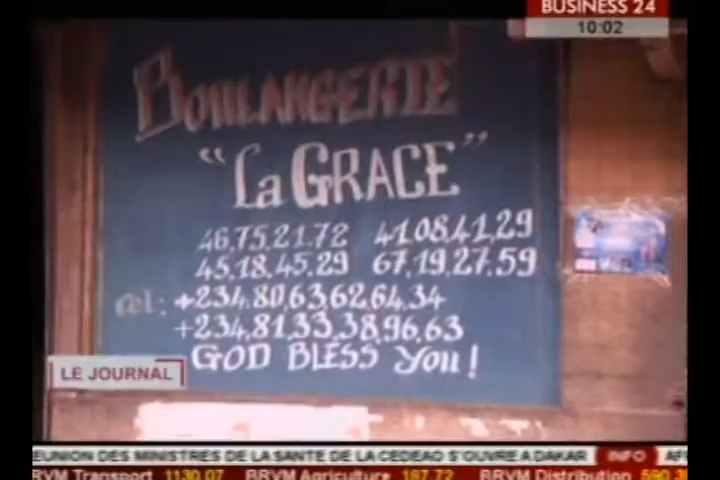 BUSINESS 24
10:02
BOULANGERIE
"La GRACE"
46.75.21.72 41.08.41.29
45.18.45.29 67.19.27.59
Tel: +234.80.63.62.64.34
+234.81.33.38.96.63
GOD BLESS You!
LE JOURNAL
EUNION DES MINISTRES DE LA SANTE DE LA CEDEAO S'OUVRE A DAKAR INFO AF
BRVM Transport 1130.07 BRVM Agriculture 187.72 BRVM Distribution 590.3